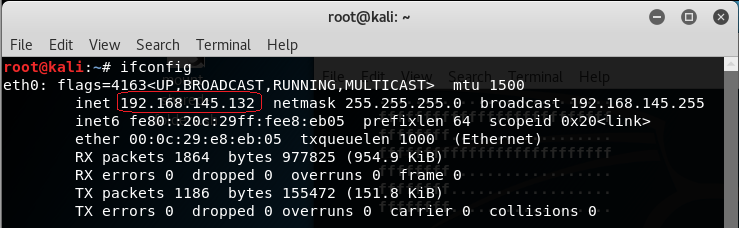 root@kali: ~
File Edit View Search Terminal Help
root@kali:~# ifconfig
eth0: flags=4163<UP,BROADCAST,RUNNING,MULTICAST>  mtu 1500
        inet 192.168.145.132  netmask 255.255.255.0  broadcast 192.168.145.255
        inet6 fe80::20c:29ff:fee8:eb05  prefixlen 64  scopeid 0x20<link>
        ether 00:0c:29:e8:eb:05  txqueuelen 1000  (Ethernet)
        RX packets 1864  bytes 977825 (954.9 KiB)
        RX errors 0  dropped 0  overruns 0  frame 0
        TX packets 1186  bytes 155472 (151.8 KiB)
        TX errors 0  dropped 0 overruns 0  carrier 0  collisions 0